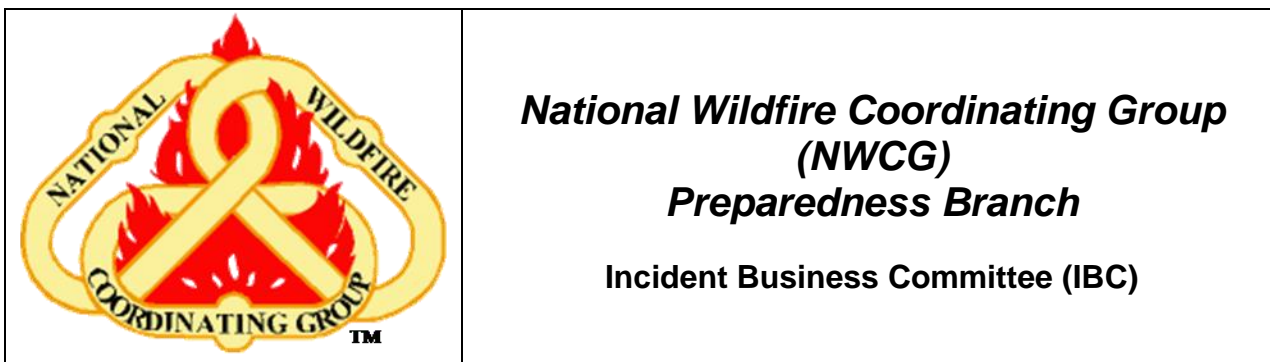 NATIONAL WILDFIRE
COORDINATING GROUP
TM
National Wildfire Coordinating Group
(NWCG)
Preparedness Branch
Incident Business Committee (IBC)